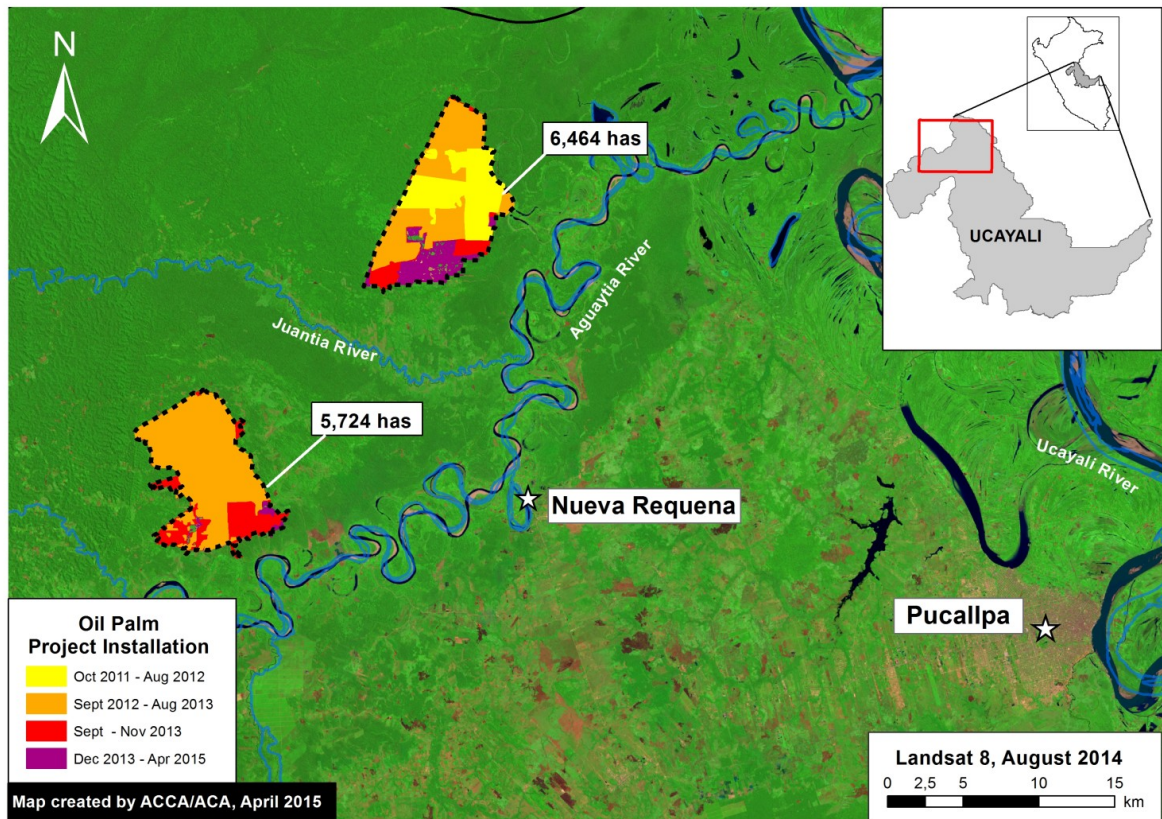 N
6,464 has
UCAYALI
Aguaytia River
Juantia River
5,724 has
Ucayali River
Nueva Requena
Pucallpa
Oil Palm
Project Installation
Oct 2011 - Aug 2012
Sept 2012 - Aug 2013
Sept - Nov 2013
Dec 2013 - Apr 2015
Map created by ACCA/ACA, April 2015
Landsat 8, August 2014
0 2,5 5 10 15
km